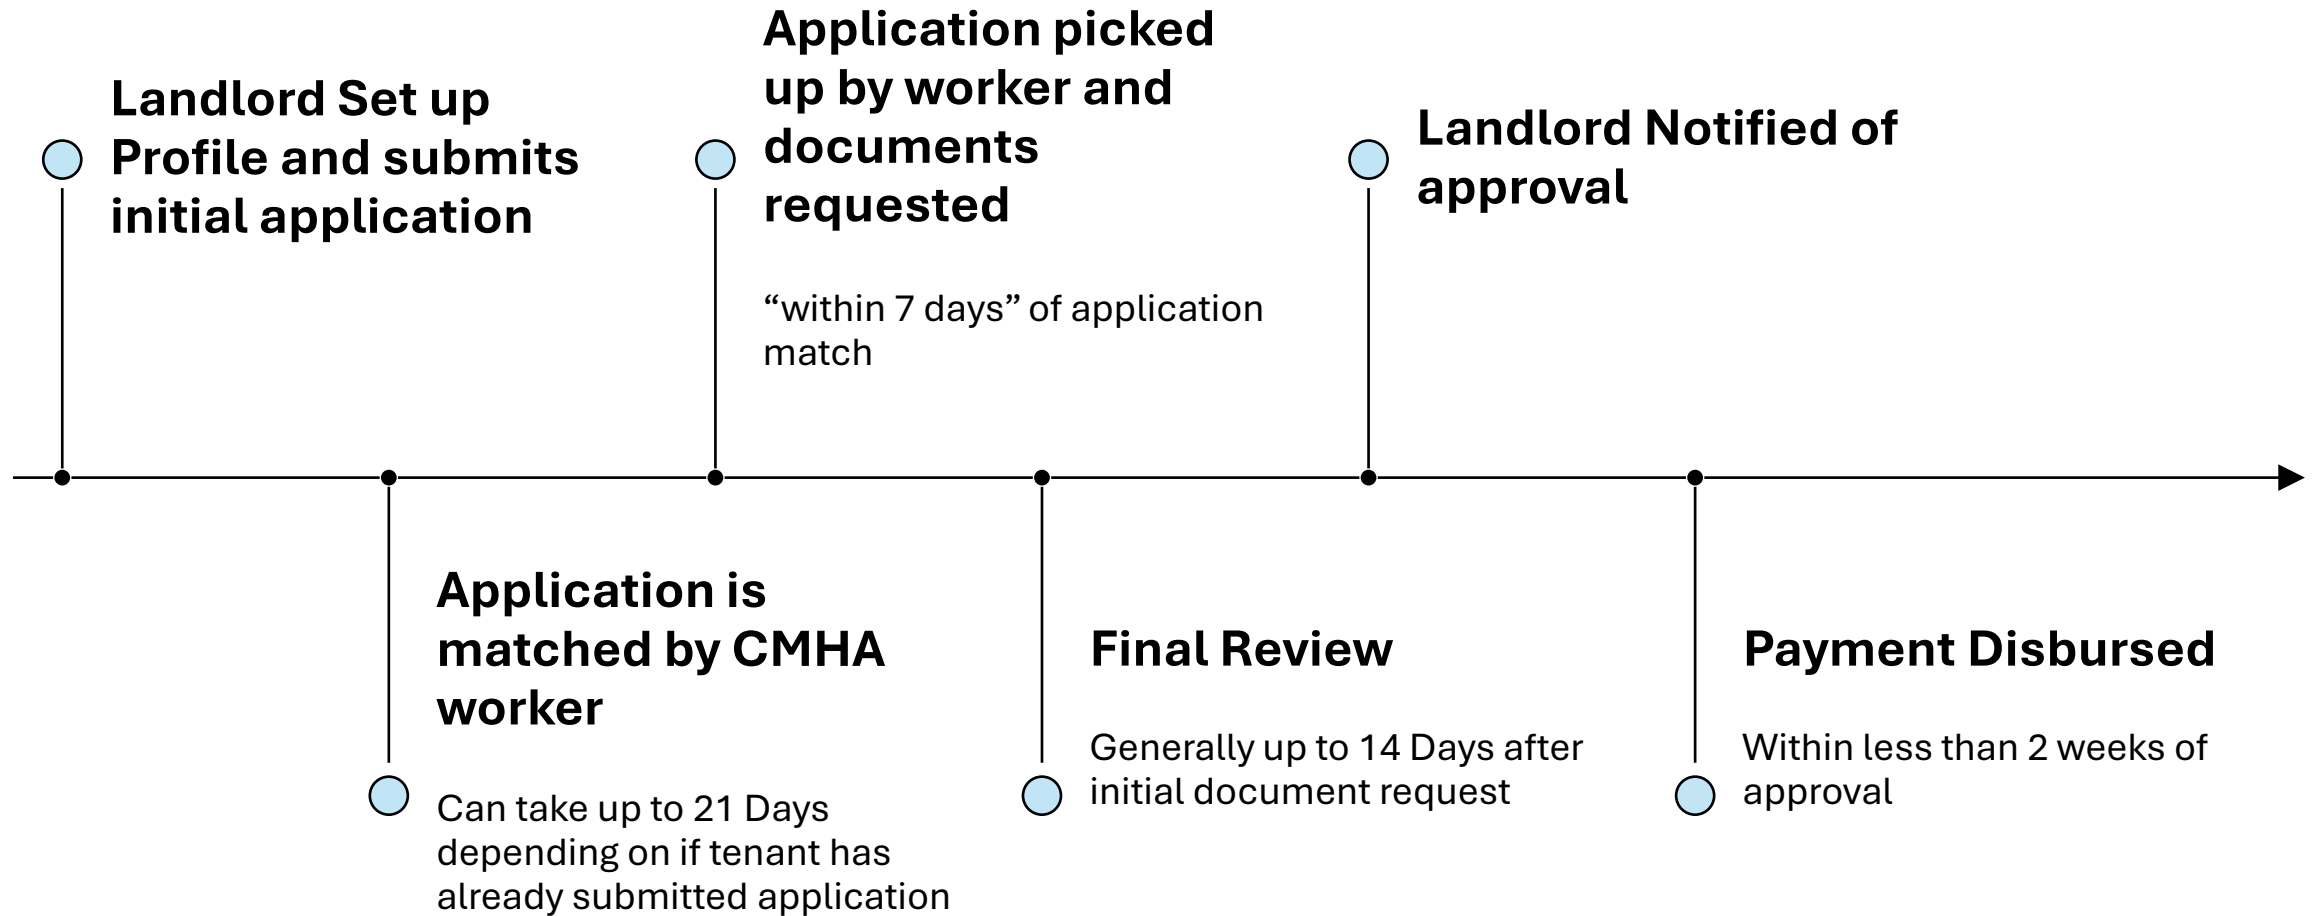 Landlord Set up
Profile and submits
initial application
Application is
matched by CMHA
worker
Can take up to 21 Days
depending on if tenant has
already submitted application
Application picked
up by worker and
documents
requested
“within 7 days” of application
match
Final Review
Generally up to 14 Days after
initial document request
Landlord Notified of
approval
Payment Disbursed
Within less than 2 weeks of
approval